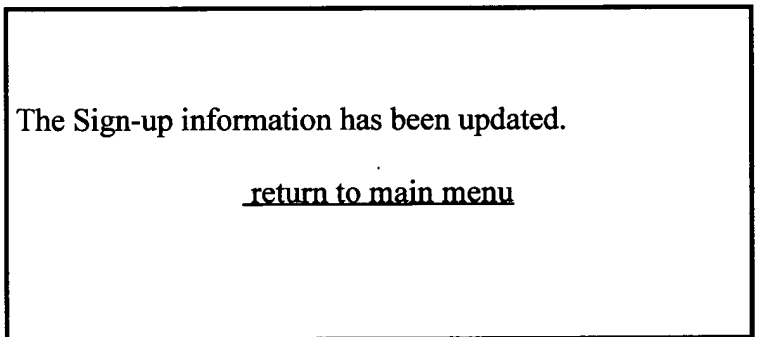 The Sign-up information has been updated.
return to main menu